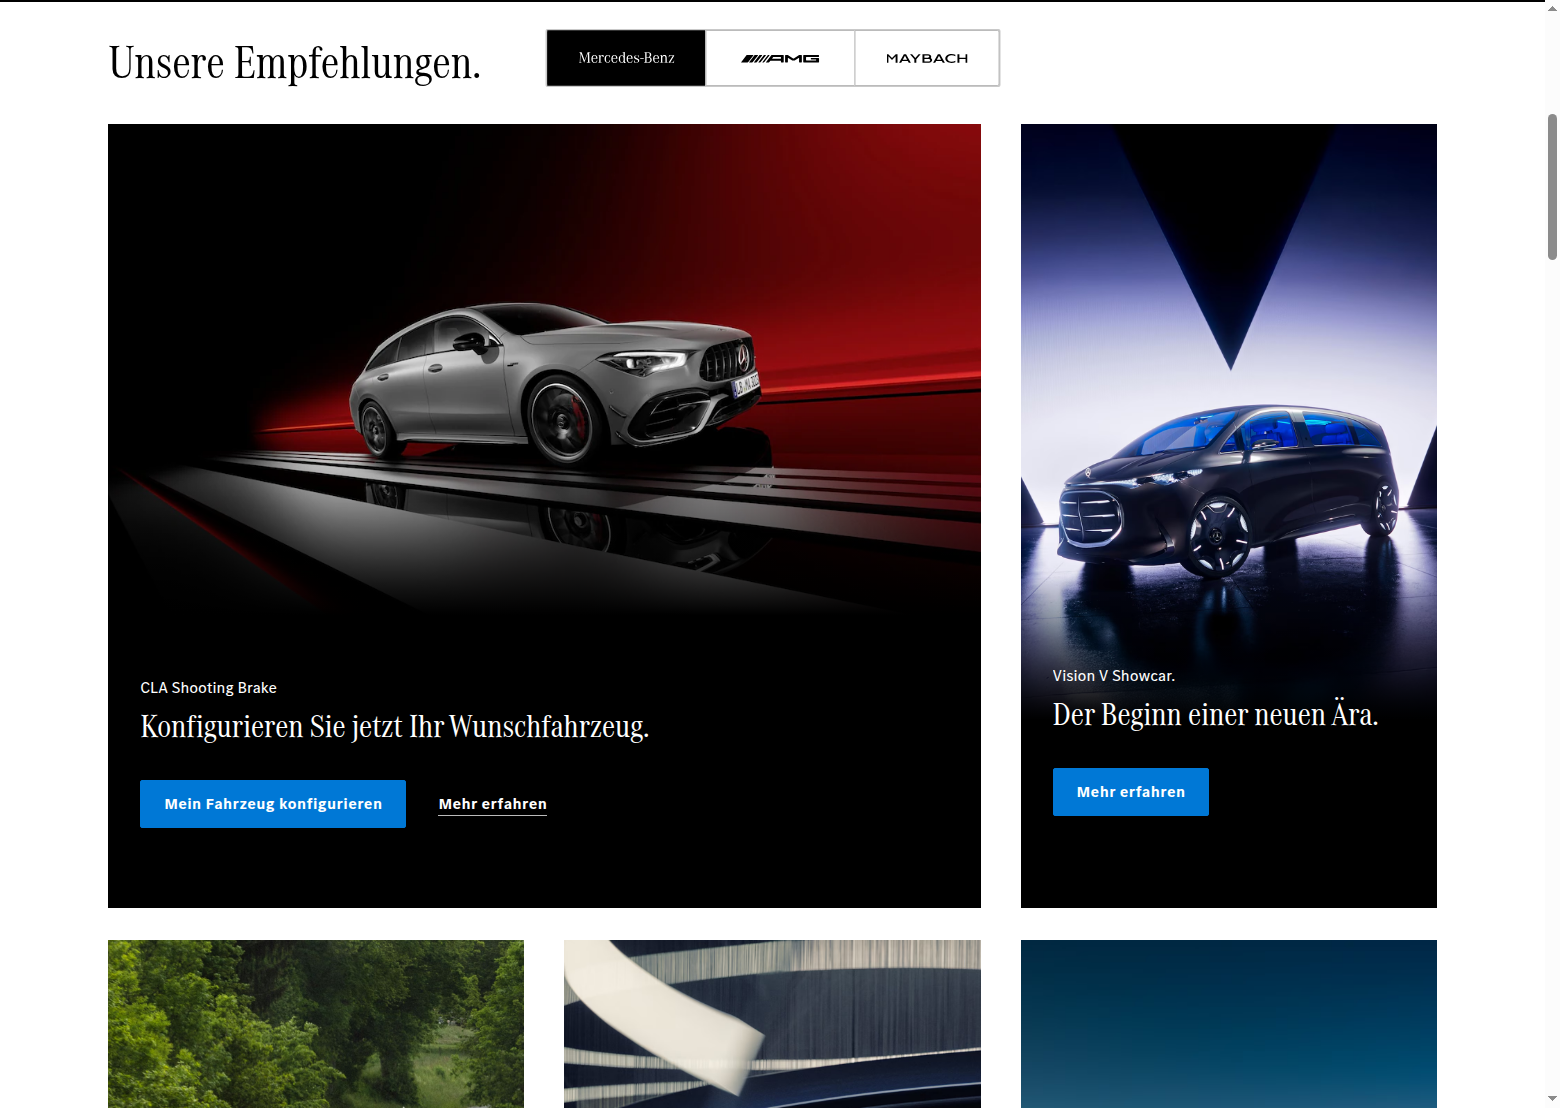 Unsere Empfehlungen.
Mercedes-Benz
AMG
MAYBACH
CLA Shooting Brake
Konfigurieren Sie jetzt Ihr Wunschfahrzeug.
Mein Fahrzeug konfigurieren
Mehr erfahren
Vision V Showcar.
Der Beginn einer neuen Ära.
Mehr erfahren